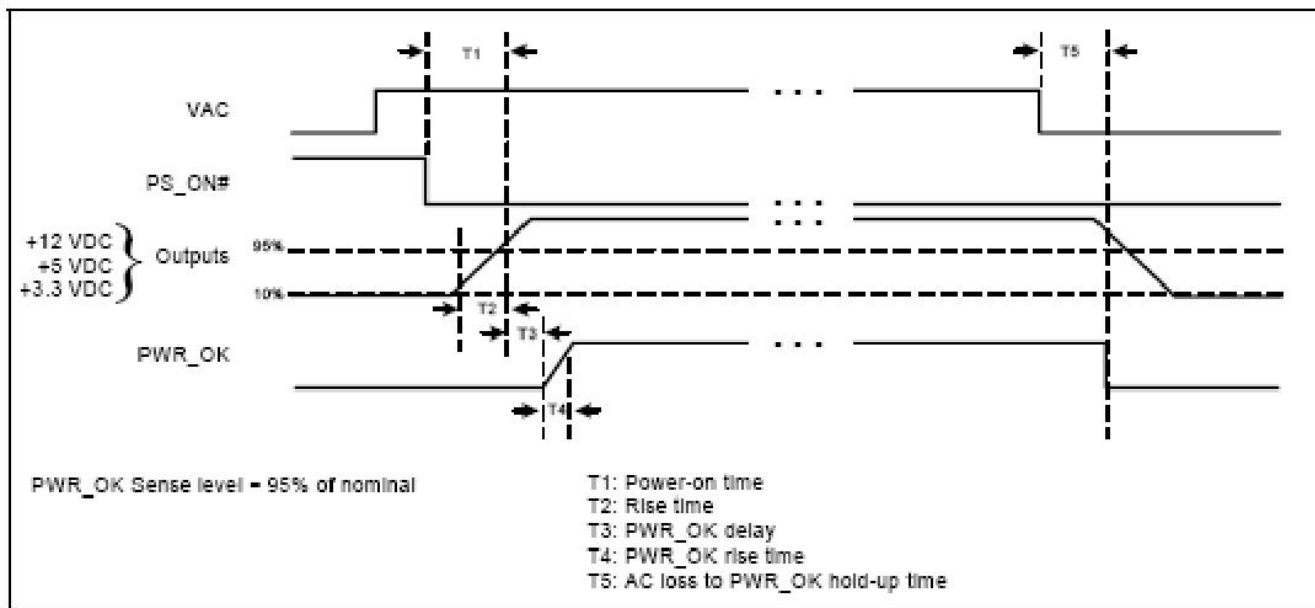 T1
T5
VAC
PS_ON#
+12 VDC
+5 VDC
+3.3 VDC
Outputs
95%
10%
T2
T3
PWR_OK
T4
PWR_OK Sense level = 95% of nominal
T1: Power-on time
T2: Rise time
T3: PWR_OK delay
T4: PWR_OK rise time
T5: AC loss to PWR_OK hold-up time